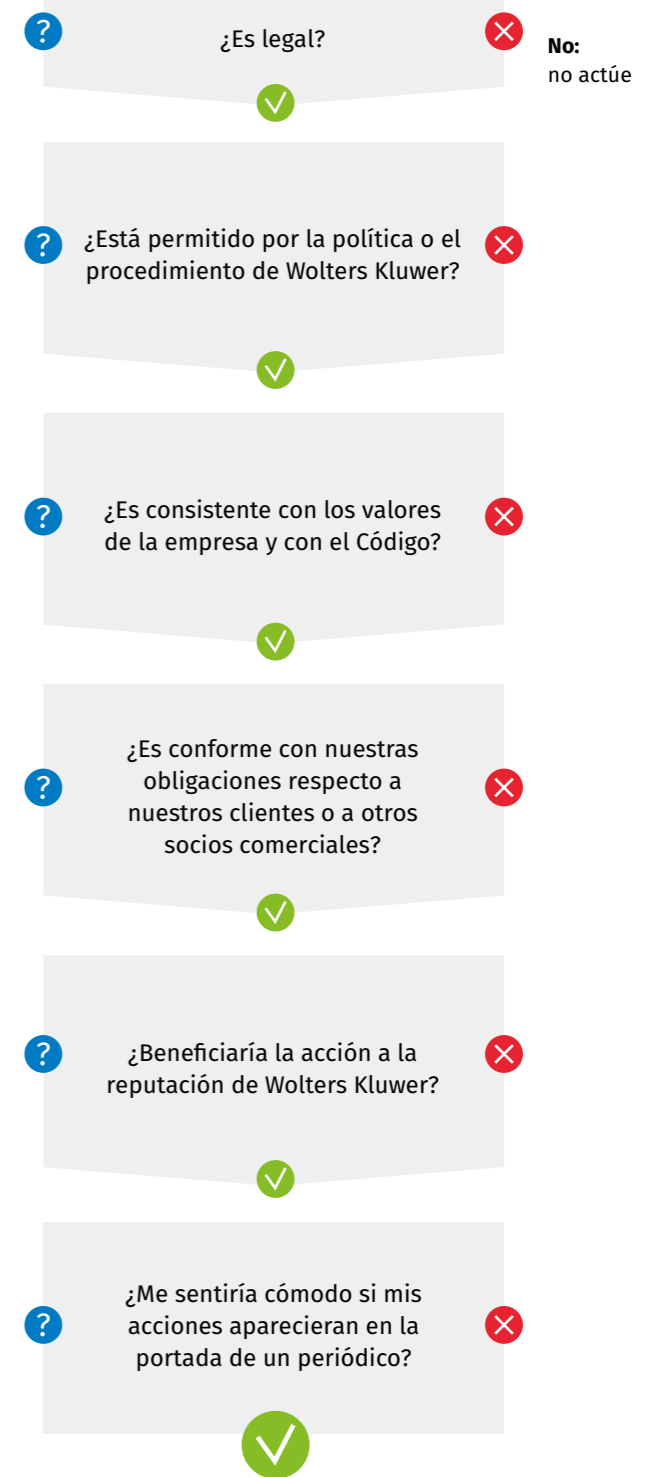 ¿Es legal?
No:
no actúe
¿Está permitido por la política o el
procedimiento de Wolters Kluwer?
¿Es consistente con los valores
de la empresa y con el Código?
¿Es conforme con nuestras
obligaciones respecto a
nuestros clientes o a otros
socios comerciales?
¿Beneficiaría la acción a la
reputación de Wolters Kluwer?
¿Me sentiría cómodo si mis
acciones aparecieran en la
portada de un periódico?